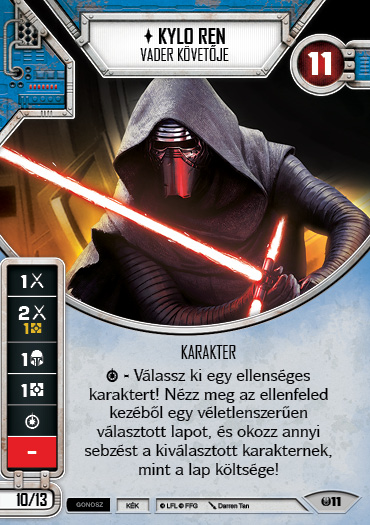 KYLO REN
VADER KÖVETŐJE
11
1
2
1
1
1
-
10/13
KARAKTER
- Válassz ki egy ellenséges
karaktert! Nézz meg az ellenfeled
kezéből egy véletlenszerűen
választott lapot, és okozz annyi
sebzést a kiválasztott karakternek,
mint a lap költsége!
GONOSZ
KÉK
© LFL © FFG
Darren Tan
11